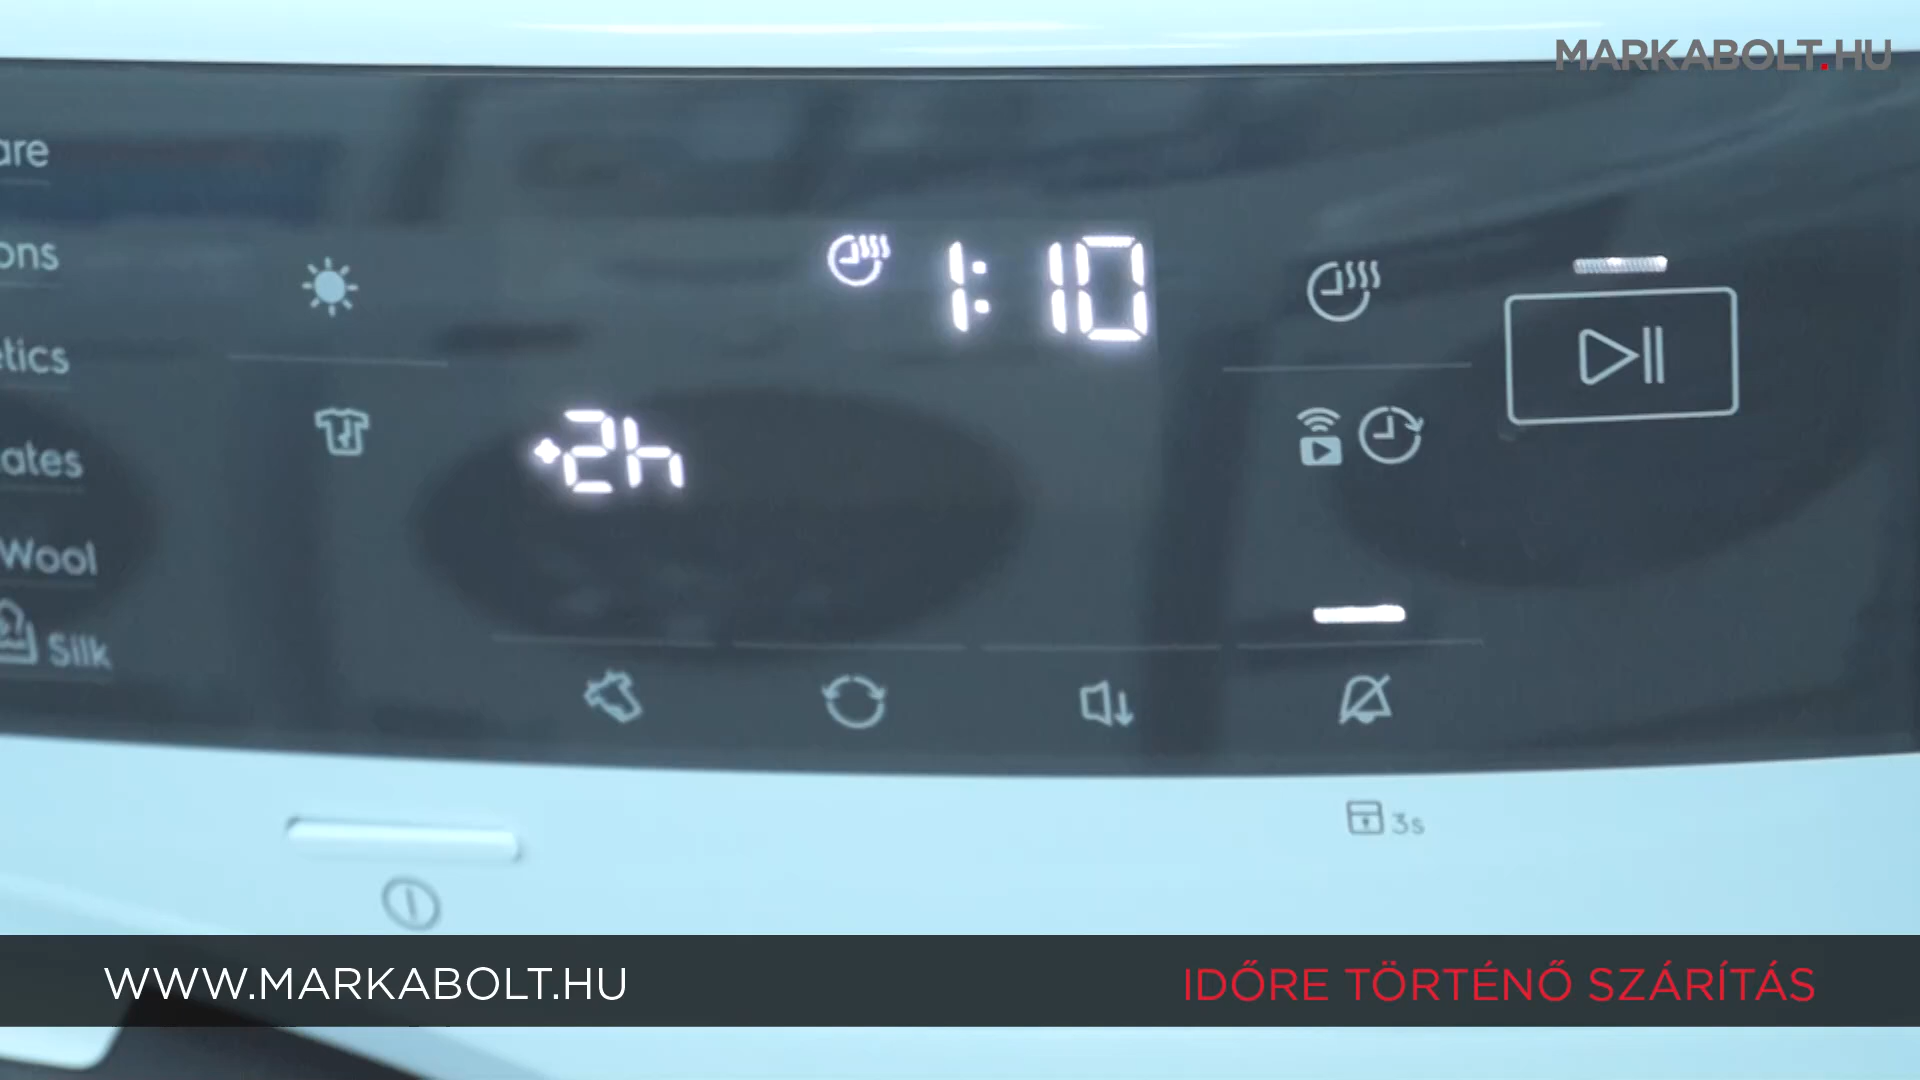 MARKABOLT.HU
are
ons
etics
ates
Wool
Silk
1:10
+2h
3s
WWW.MARKABOLT.HU
IDŐRE TÖRTÉNŐ SZÁRÍTÁS